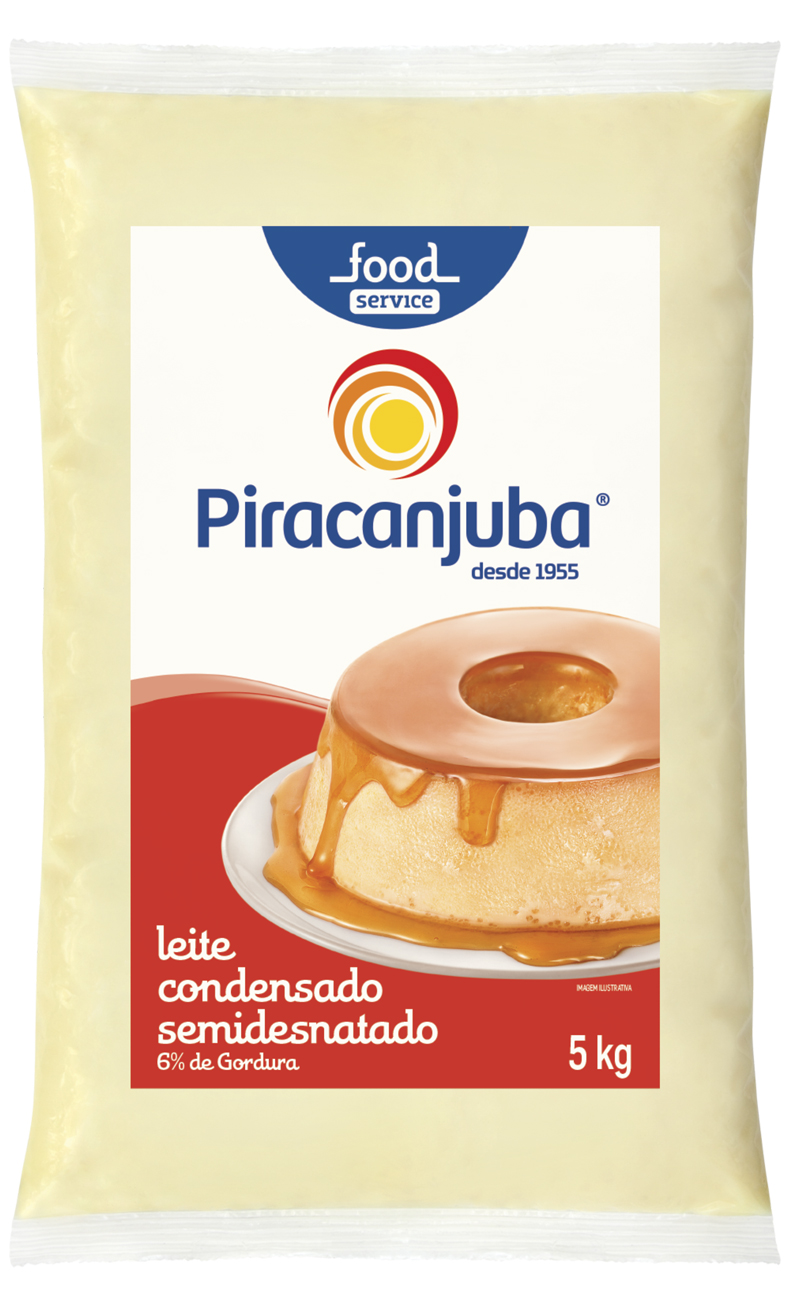 food
service
Piracanjuba®
desde 1955
IMAGEM ILUSTRATIVA
leite
condensado
semidesnatado
6% de Gordura
5 kg